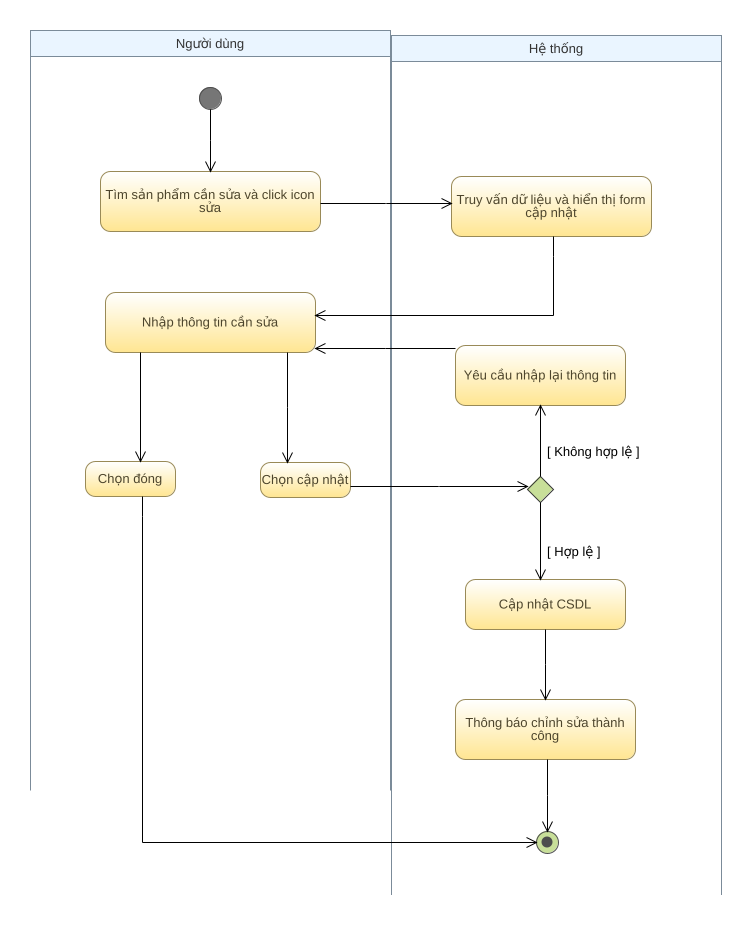 Người dùng
Hệ thống
Tìm sản phẩm cần sửa và click icon
sửa
Truy vấn dữ liệu và hiển thị form
cập nhật
Nhập thông tin cần sửa
Yêu cầu nhập lại thông tin
[ Không hợp lệ ]
Chọn đóng
Chọn cập nhật
[ Hợp lệ ]
Cập nhật CSDL
Thông báo chỉnh sửa thành
công